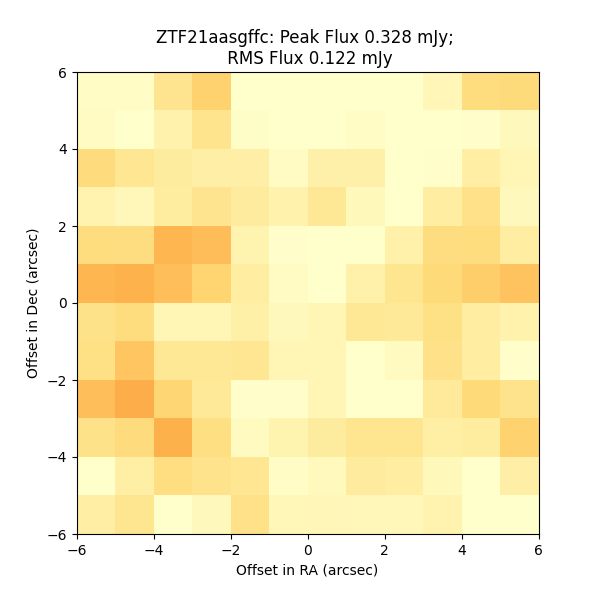 ZTF21aasgffc: Peak Flux 0.328 mJy;
RMS Flux 0.122 mJy
6
4
2
0
−2
−4
−6
Offset in Dec (arcsec)
−6 −4 −2 0 2 4 6
Offset in RA (arcsec)